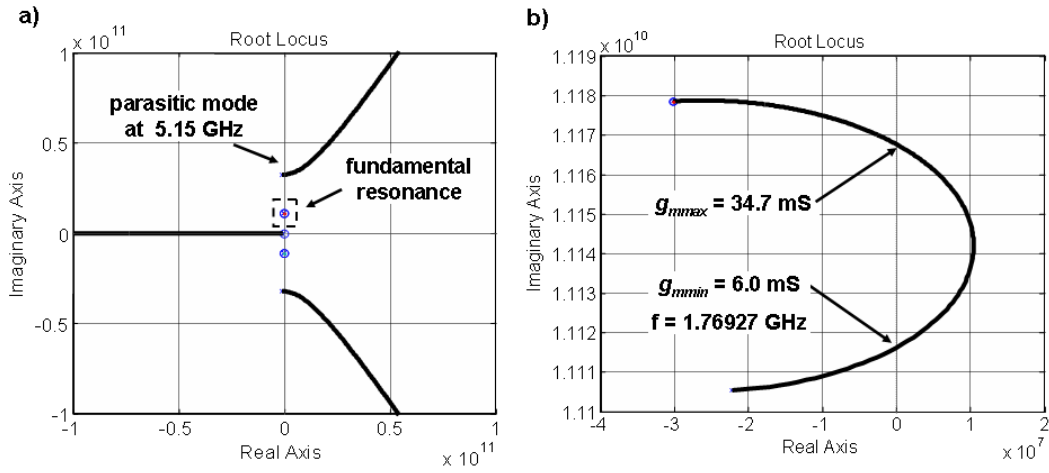 a)
x 10^11
Root Locus
1
0.5
0
-0.5
-1
Imaginary Axis
parasitic mode
at 5.15 GHz
fundamental
resonance
-1
-0.5
0
0.5
1
Real Axis
x 10^11
b)
x 10^10
Root Locus
1.119
1.118
1.117
1.116
1.115
1.114
1.113
1.112
1.111
1.11
Imaginary Axis
gmmax = 34.7 mS
gmmin = 6.0 mS
f = 1.76927 GHz
-4
-3
-2
-1
0
1
2
Real Axis
x 10^7